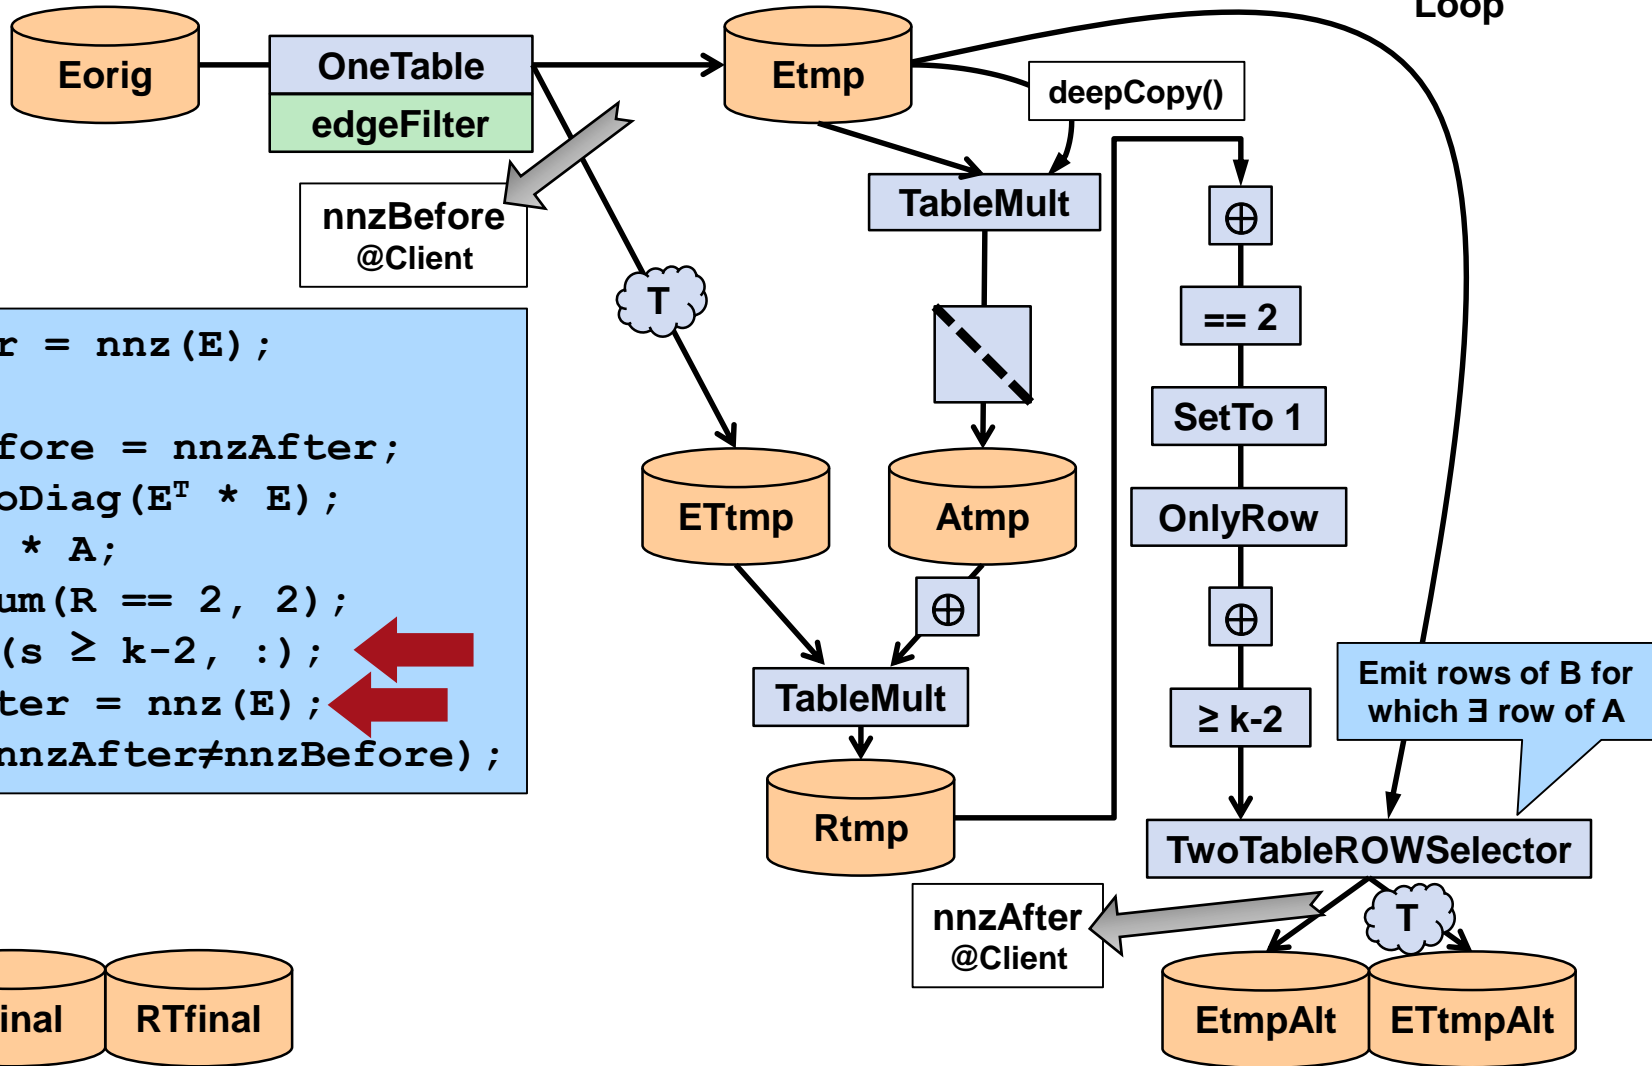 Loop
Eorig
OneTable
edgeFilter
Etmp
deepCopy()
nnzBefore
@Client
T
TableMult
⊕
== 2
SetTo 1
OnlyRow
⊕
≥ k-2
r = nnz(E);
fore = nnzAfter;
oDiag(Eᵀ * E);
* A;
um(R == 2, 2);
(s ≥ k-2, :);
ter = nnz(E);
nnzAfter≠nnzBefore);
ETtmp
Atmp
⊕
TableMult
Rtmp
Emit rows of B for
which ∃ row of A
TwoTableROWSelector
nnzAfter
@Client
T
EtmpAlt
ETtmpAlt
inal
RTfinal